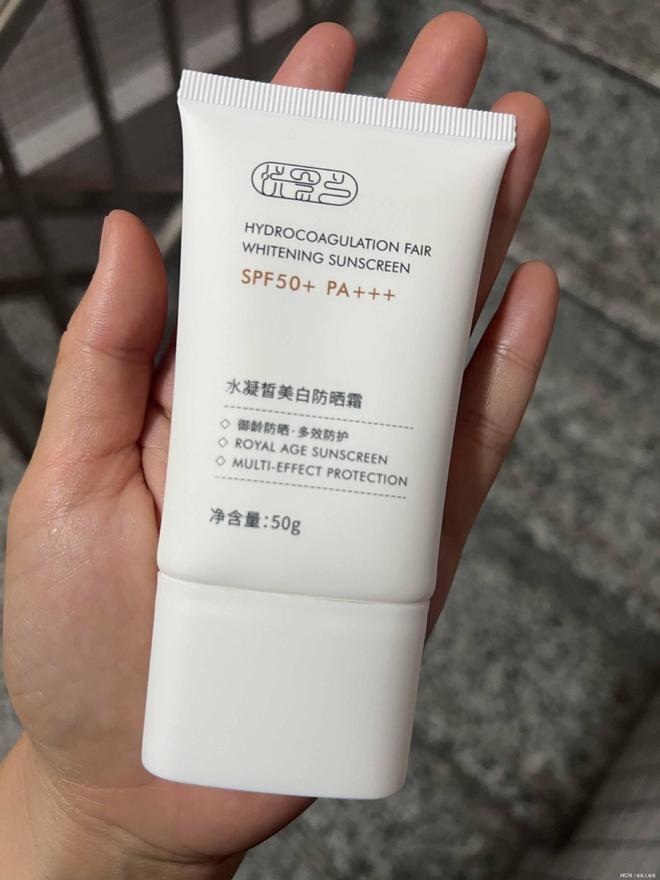 HYDROCOAGULATION FAIR
WHITENING SUNSCREEN
SPF50+ PA+++
水凝皙美白防晒霜
御龄防晒·多效防护
ROYAL AGE SUNSCREEN
MULTI-EFFECT PROTECTION
净含量:50g